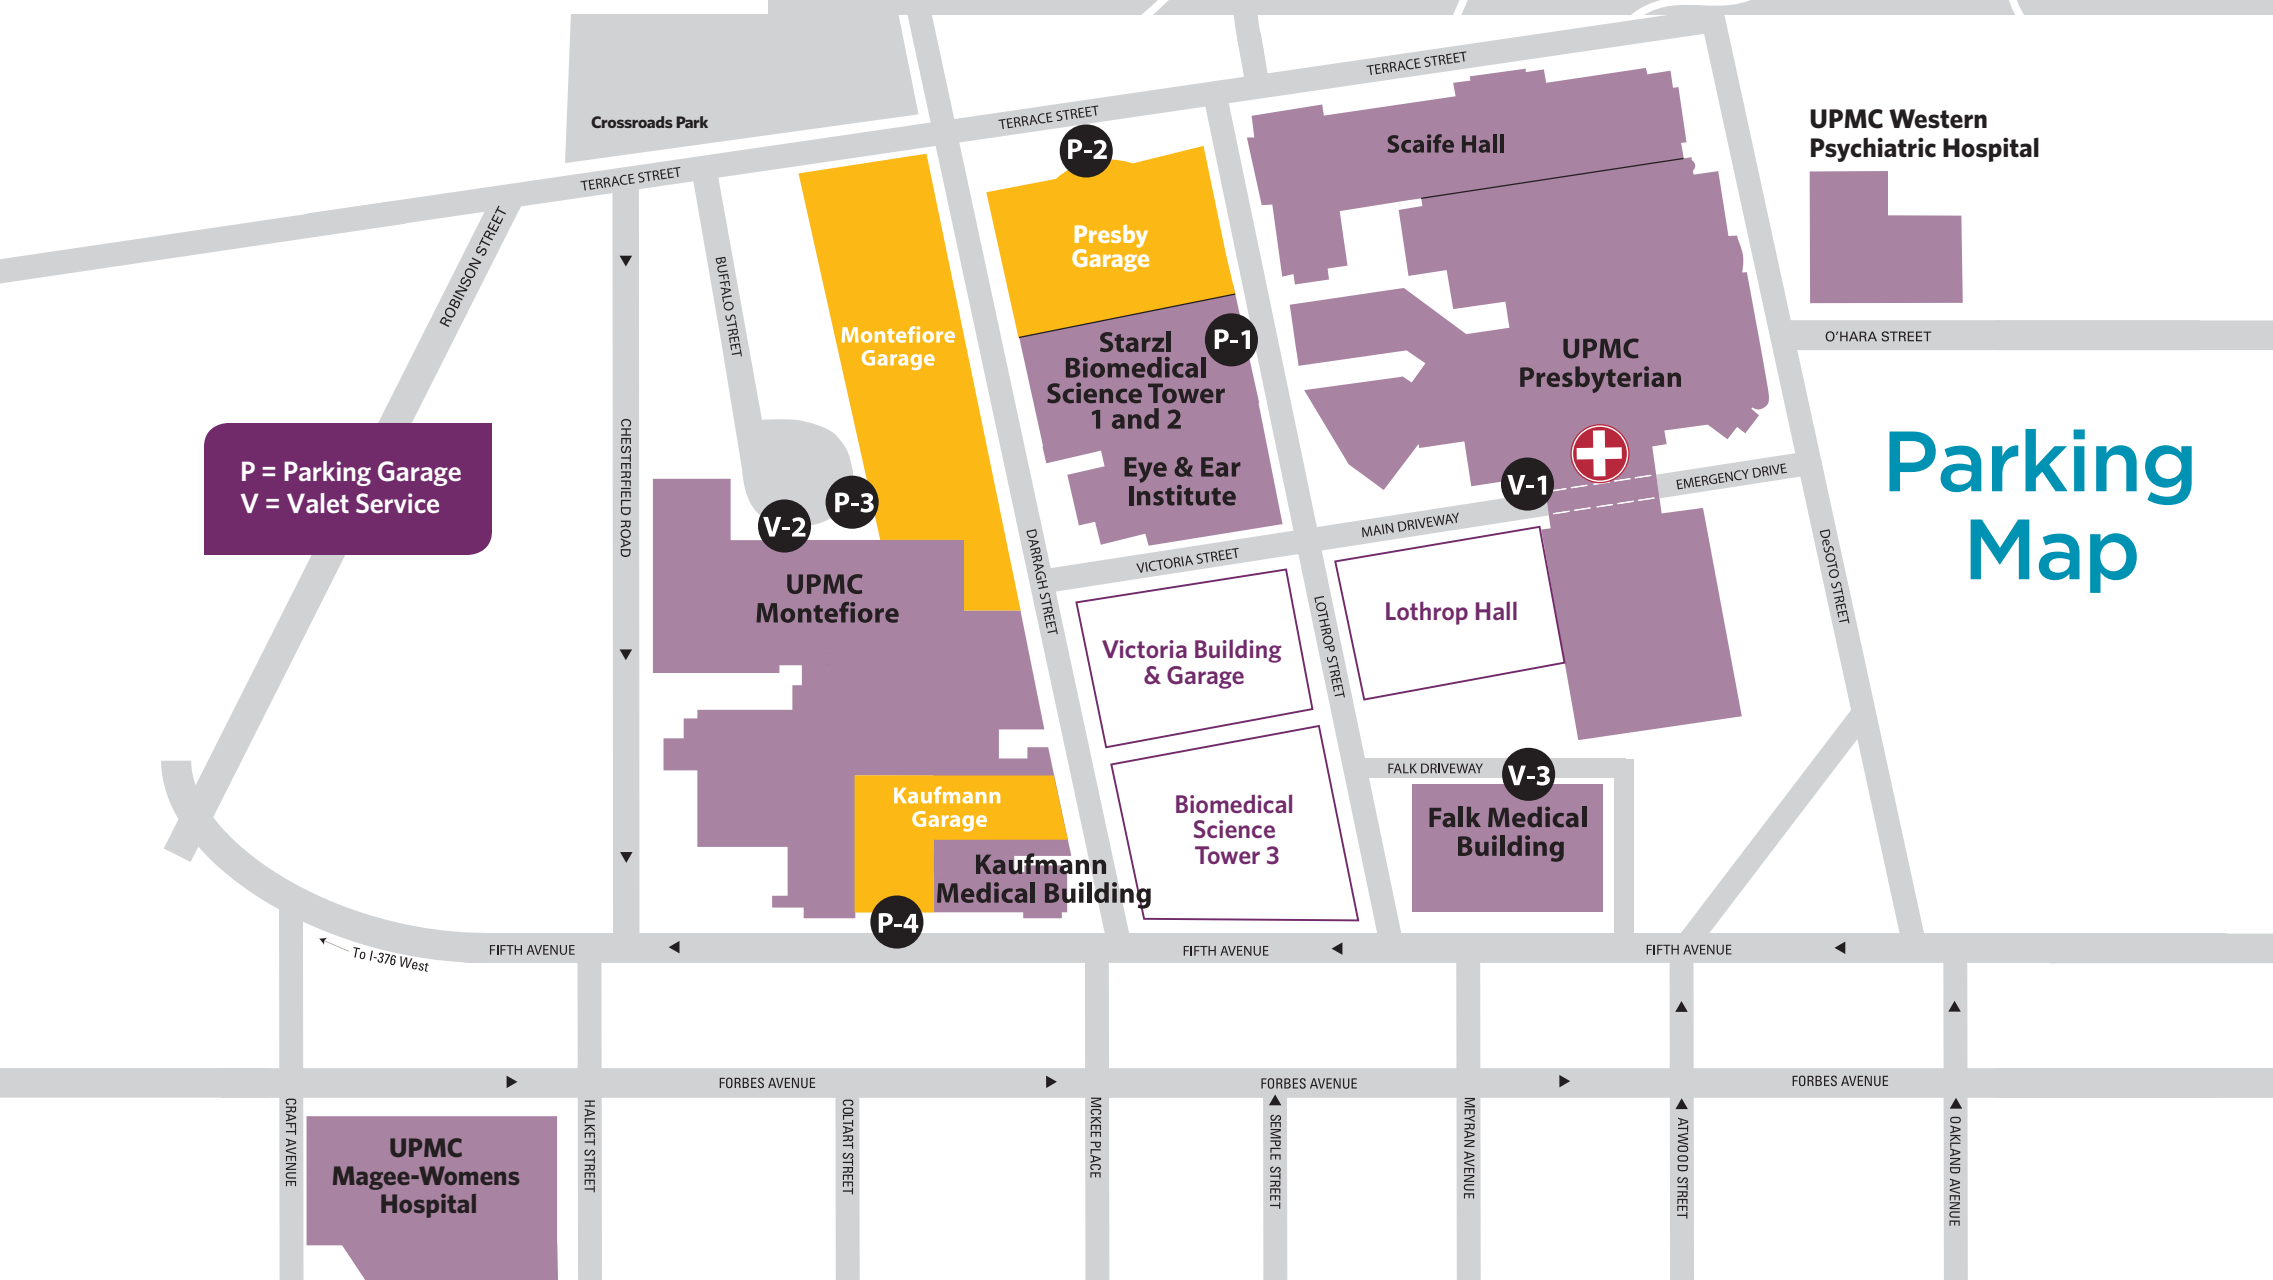 TERRACE STREET
TERRACE STREET
TERRACE STREET
Crossroads Park
P-2
Scaife Hall
UPMC Western
Psychiatric Hospital
ROBINSON STREET
BUFFALO STREET
Presby
Garage
Montefiore
Garage
Starzl
Biomedical
Science Tower
1 and 2
P-1
UPMC
Presbyterian
O'HARA STREET
Parking
Map
P = Parking Garage
V = Valet Service
CHESTERFIELD ROAD
P-3
V-2
Eye & Ear
Institute
V-1
EMERGENCY DRIVE
MAIN DRIVEWAY
VICTORIA STREET
DARRAGH STREET
DeSOTO STREET
UPMC
Montefiore
Lothrop Hall
LOTHROP STREET
Victoria Building
& Garage
FALK DRIVEWAY
V-3
Kaufmann
Garage
Biomedical
Science
Tower 3
Falk Medical
Building
Kaufmann
Medical Building
P-4
To I-376 West
FIFTH AVENUE
FIFTH AVENUE
FIFTH AVENUE
FORBES AVENUE
FORBES AVENUE
FORBES AVENUE
CRAFT AVENUE
UPMC
Magee-Womens
Hospital
HALKET STREET
COLTART STREET
MCKEE PLACE
SEMPLE STREET
MEYRAN AVENUE
ATWOOD STREET
OAKLAND AVENUE